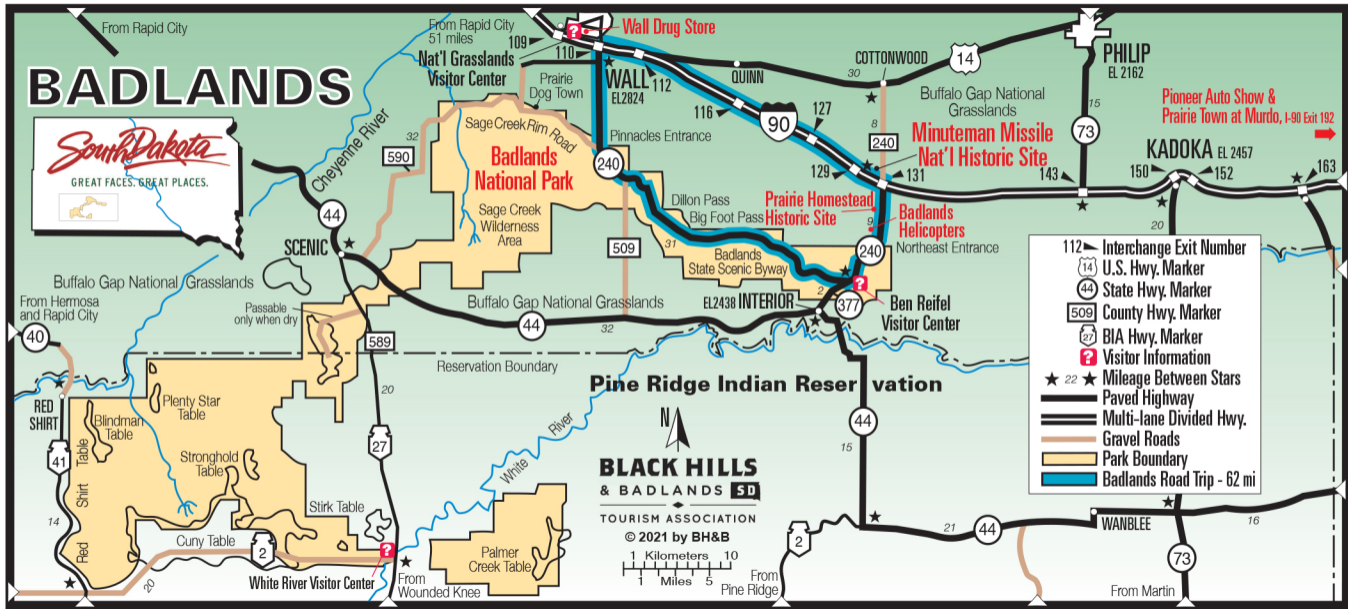 From Rapid City
BADLANDS
South Dakota
GREAT FACES. GREAT PLACES.
From Rapid City
51 miles
109
110
Wall Drug Store
Nat'l Grasslands
Visitor Center
WALL
EL2824
112
Prairie
Dog Town
QUINN
30
COTTONWOOD
14
PHILIP
EL 2162
Buffalo Gap National
Grasslands
15
73
Pioneer Auto Show &
Prairie Town at Murdo, I-90 Exit 192
116
127
90
8
240
Minuteman Missile
Nat'l Historic Site
KADOKA EL 2457
150
152
163
143
129
131
Cheyenne River
32
590
Sage Creek Rim Road
Pinnacles Entrance
240
Badlands
National Park
Sage Creek
Wilderness
Area
509
Dillon Pass
Big Foot Pass
31
Badlands
State Scenic Byway
Prairie Homestead
Historic Site
9
Badlands
Helicopters
240
Northeast Entrance
20
44
SCENIC
Buffalo Gap National Grasslands
From Hermosa
and Rapid City
40
Passable
only when dry
Buffalo Gap National Grasslands
44
32
EL2438 INTERIOR
2
377
Ben Reifel
Visitor Center
589
Reservation Boundary
20
Pine Ridge Indian Reser vation
RED
SHIRT
Plenty Star
Table
Blindman
Table
Stronghold
Table
41
14
Red Shirt Table
27
Stirk Table
Cuny Table
2
20
White River Visitor Center
From
Wounded Knee
White River
Palmer
Creek Table
N
BLACK HILLS
& BADLANDS SD
TOURISM ASSOCIATION
© 2021 by BH&B
1 Kilometers 10
1 Miles 5
44
15
2
From
Pine Ridge
21
44
WANBLEE
16
73
From Martin
112 Interchange Exit Number
14 U.S. Hwy. Marker
44 State Hwy. Marker
509 County Hwy. Marker
27 BIA Hwy. Marker
? Visitor Information
★ 22 ★ Mileage Between Stars
Paved Highway
Multi-lane Divided Hwy.
Gravel Roads
Park Boundary
Badlands Road Trip - 62 mi